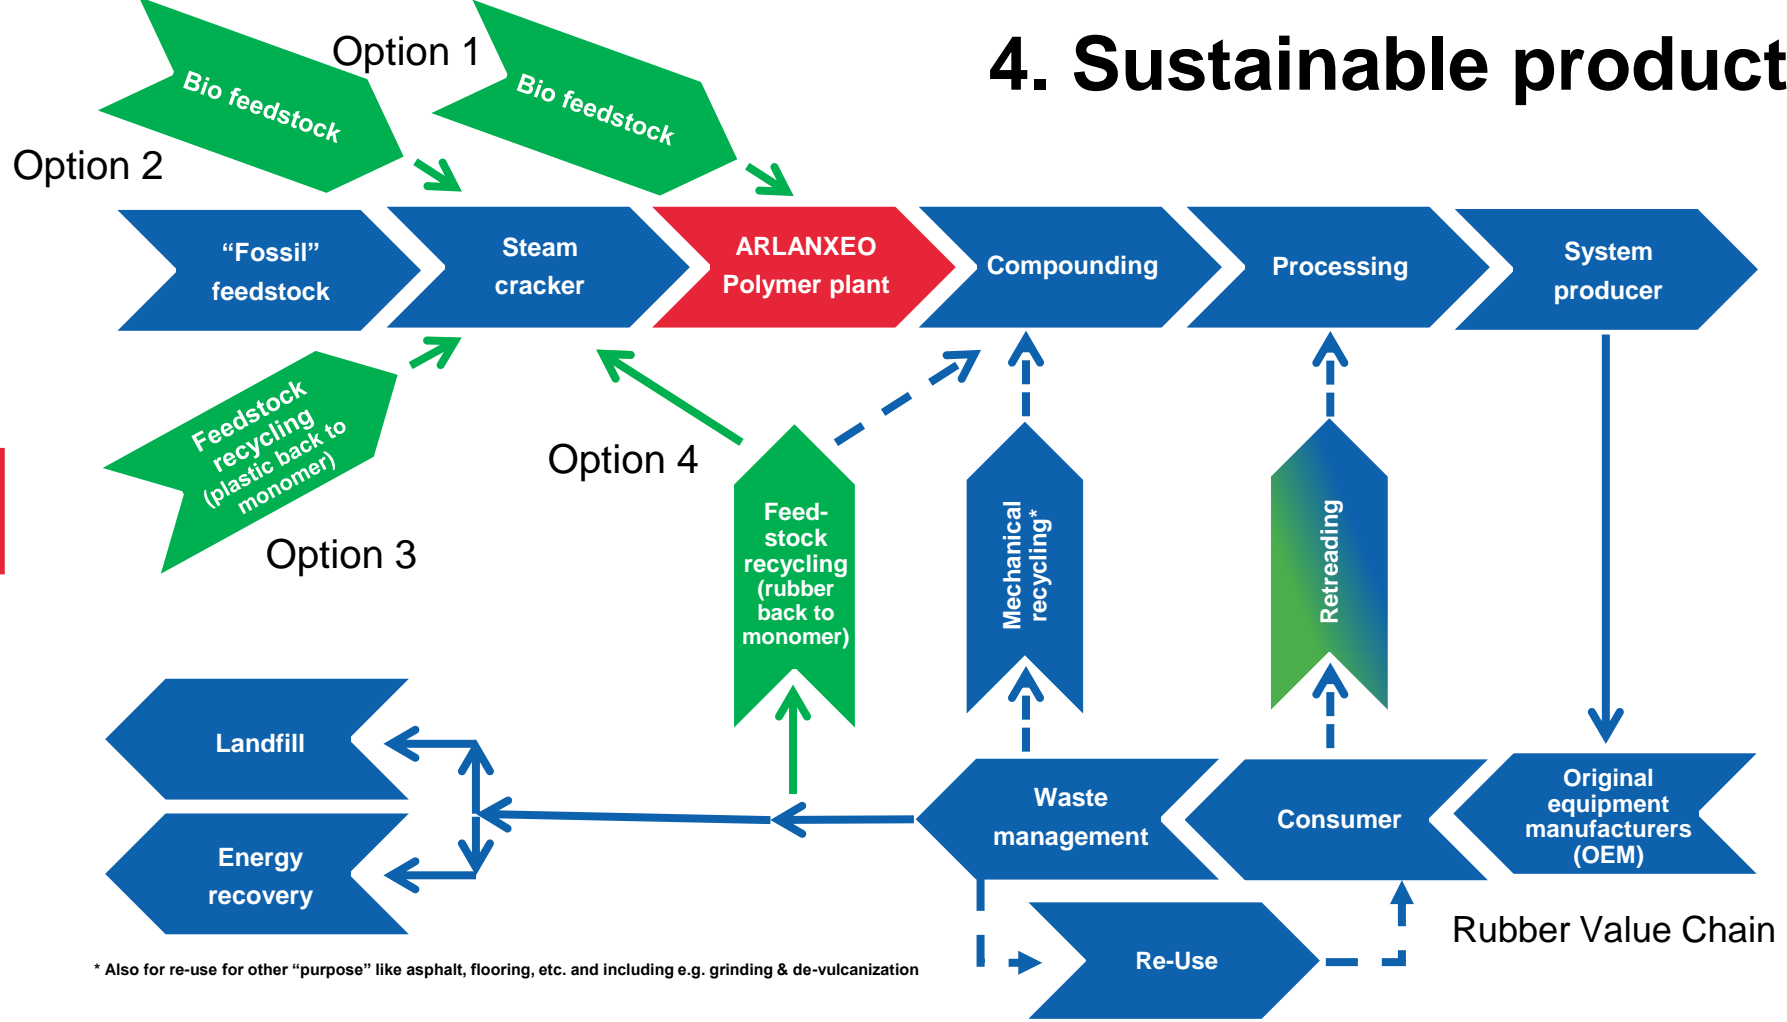 4. Sustainable product
Option 1
Bio feedstock
Bio feedstock
Option 2
“Fossil”
feedstock
Steam
cracker
ARLANXEO
Polymer plant
Compounding
Processing
System
producer
Feedstock
recycling
(plastic back to
monomer)
Option 3
Option 4
Feed-
stock
recycling
(rubber
back to
monomer)
Mechanical
recycling*
Retreading
Landfill
Energy
recovery
Waste
management
Consumer
Original
equipment
manufacturers
(OEM)
Re-Use
Rubber Value Chain
* Also for re-use for other “purpose” like asphalt, flooring, etc. and including e.g. grinding & de-vulcanization